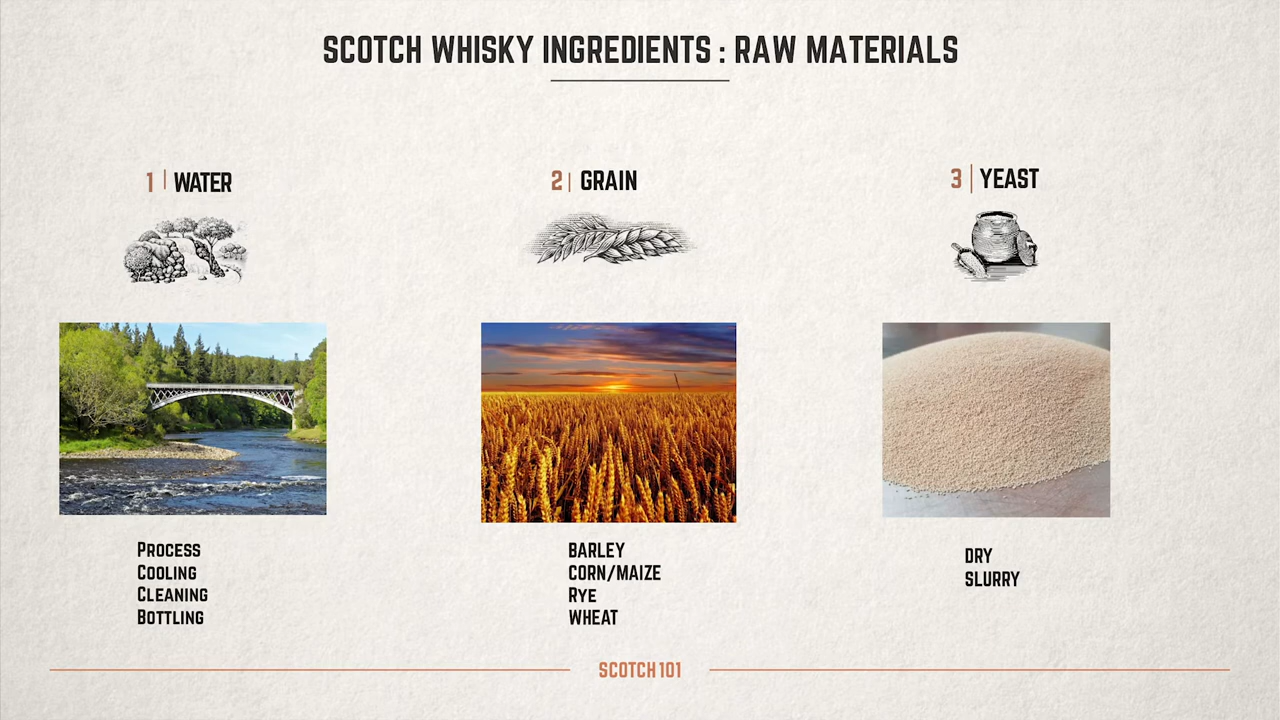 SCOTCH WHISKY INGREDIENTS : RAW MATERIALS
1 | WATER
Process
Cooling
Cleaning
Bottling
2 | GRAIN
BARLEY
CORN/MAIZE
Rye
WHEAT
3 | YEAST
DRY
SLURRY
SCOTCH 101